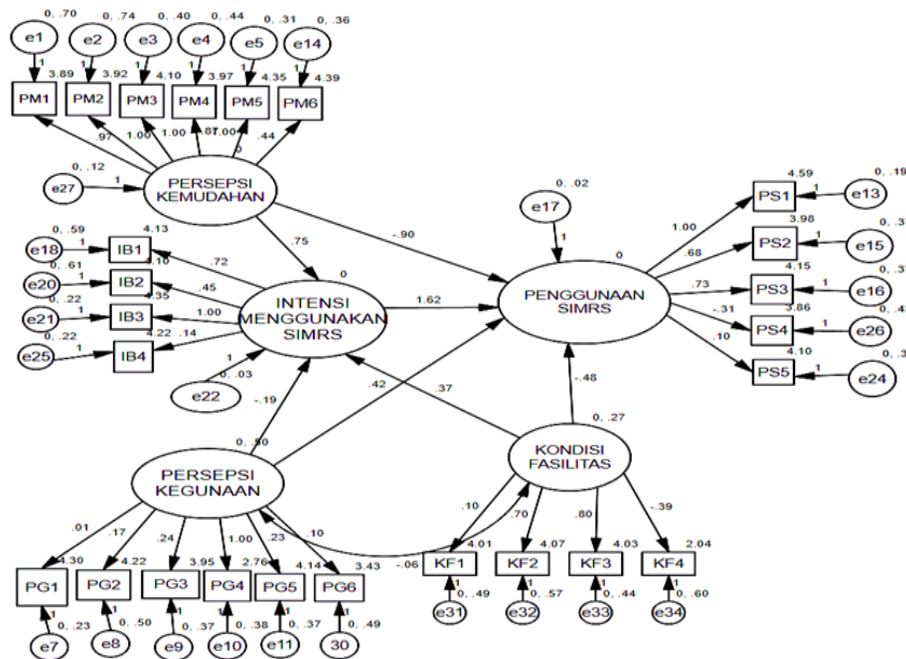 0, .70 0, .74 0, .40 0, .44 0, .31 0, .36
e1 e2 e3 e4 e5 e14
1 1 1 1 1 1
3.89 3.92 4.10 3.97 4.35 4.39
PM1 PM2 PM3 PM4 PM5 PM6
.97 1.00 1.00 1.00 .44
0
0, .12
e27 1
PERSEPSI
KEMUDAHAN
0, .02
e17
1
.75 -.90
0, .59 4.13
e18 1 IB1 .72
0, .61
e20 1 IB2 .45
0, .22 4.35
e21 1 IB3 1.00
0, .22 4.22 .14
e25 1 IB4
0
INTENSI
MENGGUNAKAN
SIMRS
1.62
0
PENGGUNAAN
SIMRS
4.59 0, .19
1.00 PS1 1 e13
3.98
.68 PS2 1 e15
4.15
.73 PS3 1 e16
-.31 3.86
PS4 1 e26
.10 4.10
PS5 1 e24
1 0, .03
e22
-.19 .42 .37 -.48
0, .50 0, .27
PERSEPSI
KEGUNAAN
KONDISI
FASILITAS
.01 .17 .24 1.00 .23 .10
-.06
.10 .70 .80 -.39
4.30 4.22 3.95 2.76 4.14 3.43
PG1 PG2 PG3 PG4 PG5 PG6
1 1 1 1 1 1
0, .23 0, .50 0, .37 0, .38 0, .37 0, .49
e7 e8 e9 e10 e11 30
4.01 4.07 4.03 2.04
KF1 KF2 KF3 KF4
1 1 1 1
0, .49 0, .57 0, .44 0, .60
e31 e32 e33 e34